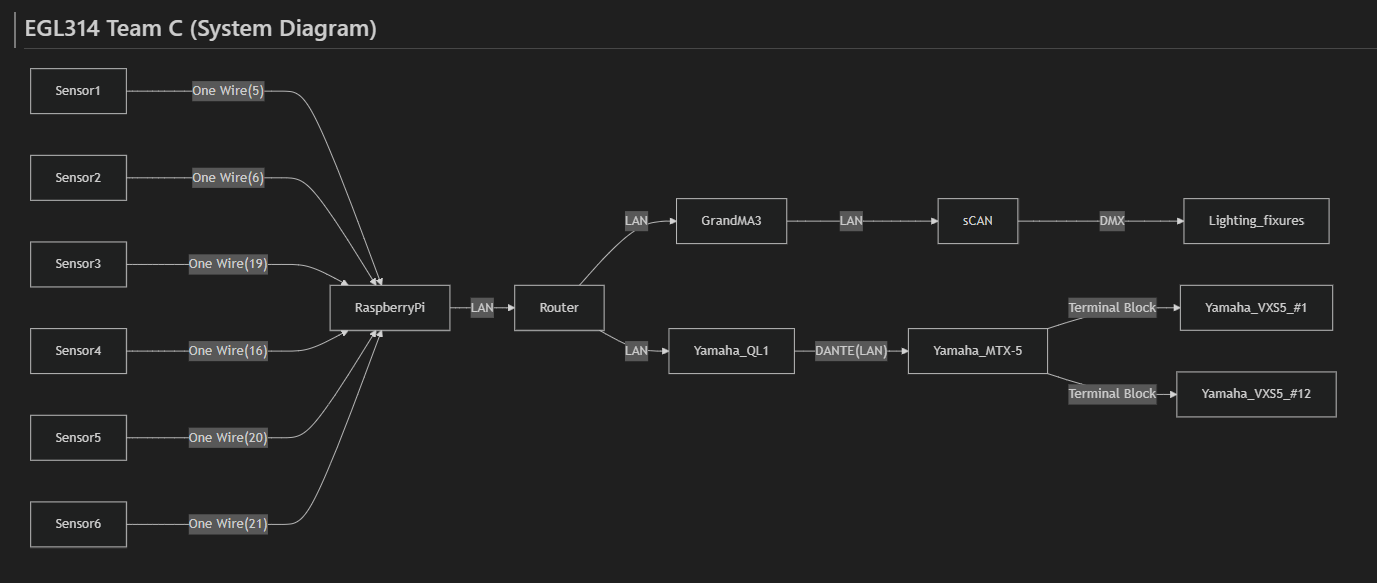 EGL314 Team C (System Diagram)
Sensor1
One Wire(5)
Sensor2
One Wire(6)
Sensor3
One Wire(19)
Sensor4
One Wire(16)
Sensor5
One Wire(20)
Sensor6
One Wire(21)
RaspberryPi
LAN
Router
LAN
GrandMA3
LAN
sCAN
DMX
Lighting_fixures
LAN
Yamaha_QL1
DANTE(LAN)
Yamaha_MTX-5
Terminal Block
Yamaha_VXS5_#1
Terminal Block
Yamaha_VXS5_#12